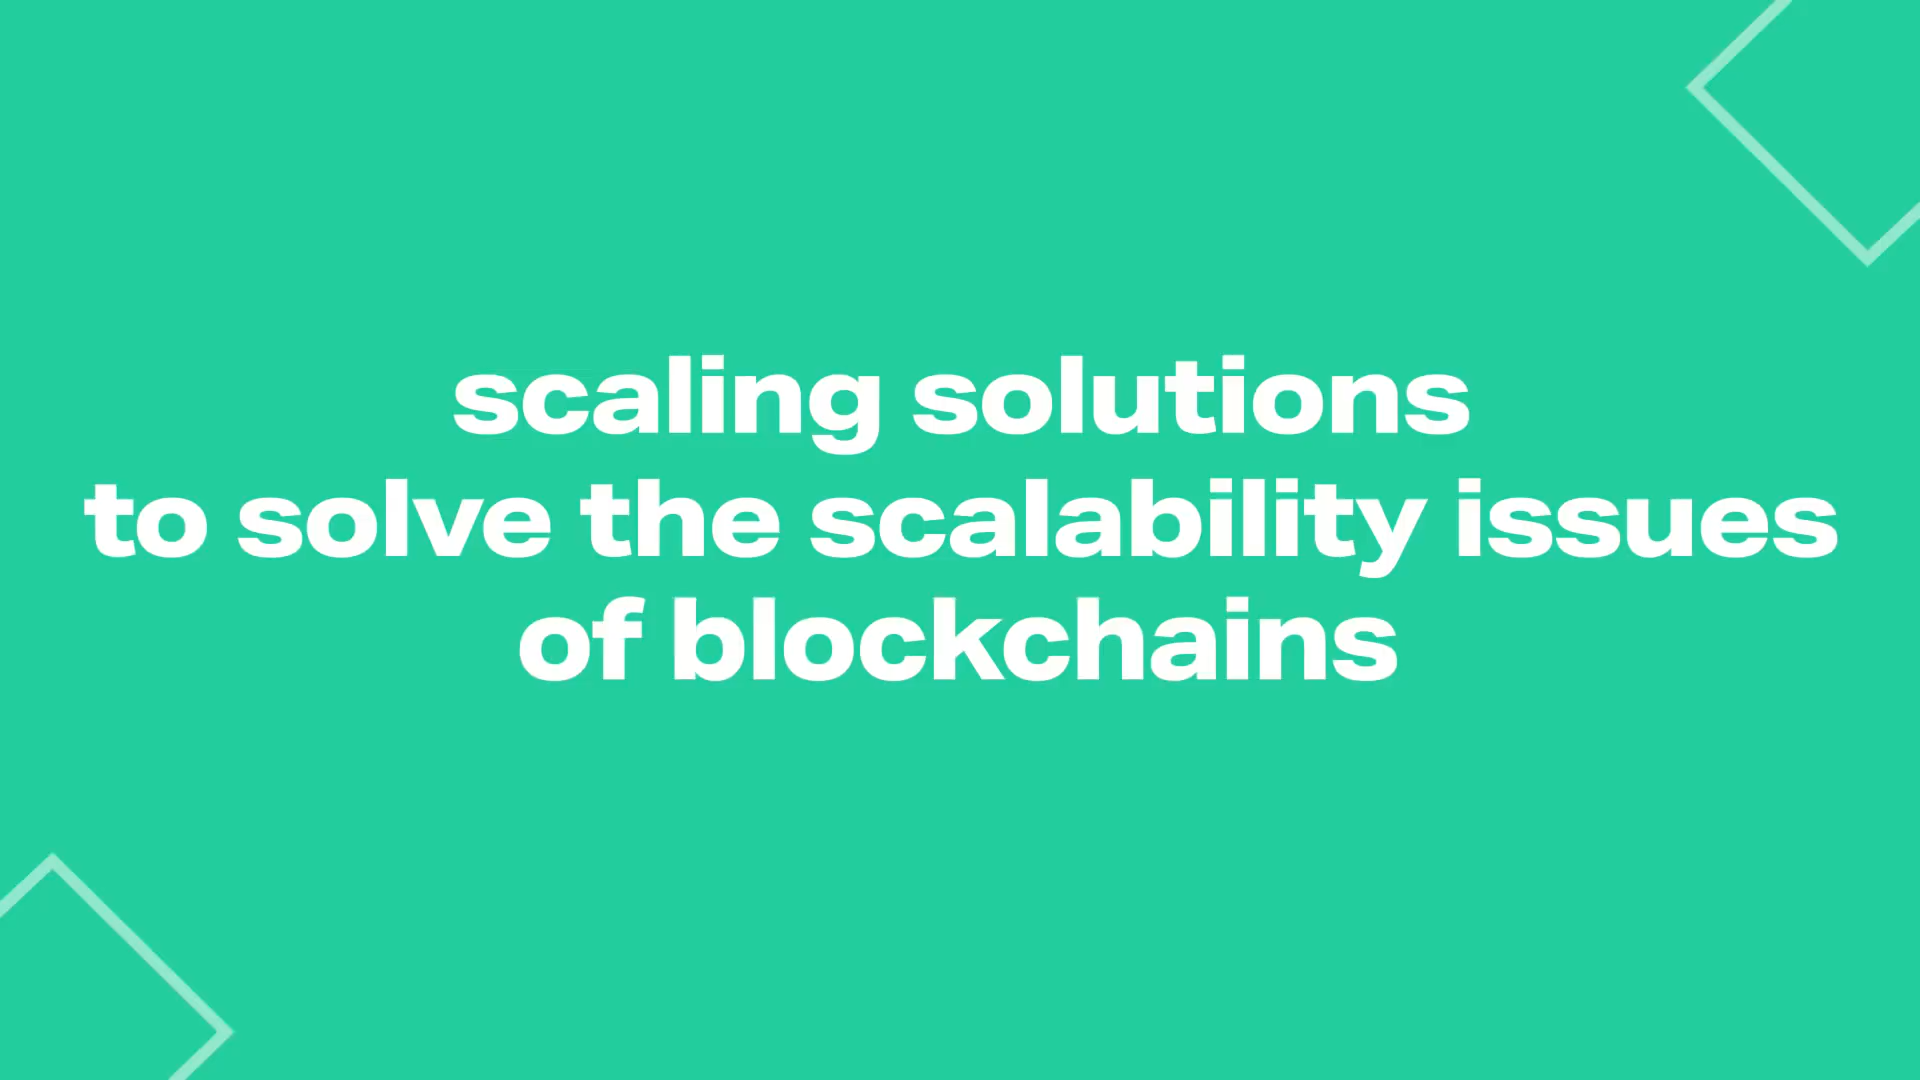 scaling solutions
to solve the scalability issues
of blockchains